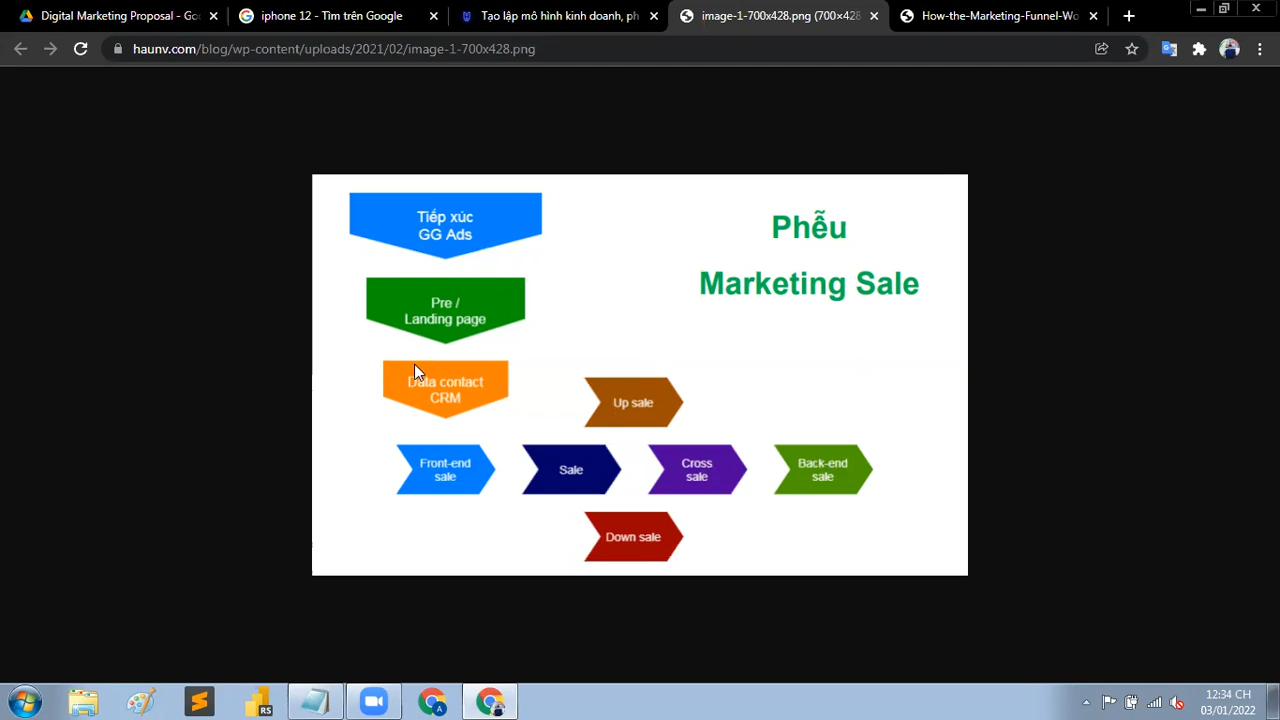 Digital Marketing Proposal - Goo
iphone 12 - Tìm trên Google
Tạo lập mô hình kinh doanh, ph
image-1-700x428.png (700×428
How-the-Marketing-Funnel-Wo
haunv.com/blog/wp-content/uploads/2021/02/image-1-700x428.png
Tiếp xúc
GG Ads
Phễu
Marketing Sale
Pre /
Landing page
Data contact
CRM
Up sale
Front-end
sale
Sale
Cross
sale
Back-end
sale
Down sale
RS
A
12:34 CH
03/01/2022